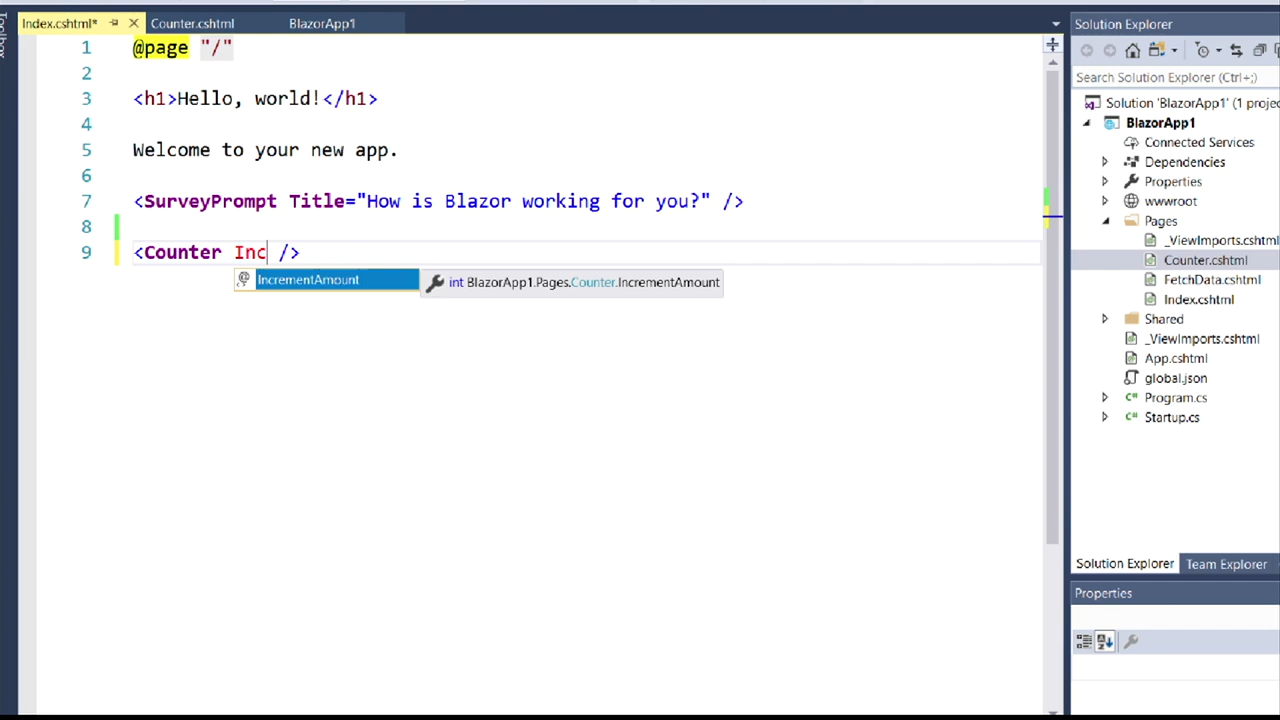 Toolbox
Index.cshtml*
Counter.cshtml
BlazorApp1
1 @page "/"
2
3 <h1>Hello, world!</h1>
4
5 Welcome to your new app.
6
7 <SurveyPrompt Title="How is Blazor working for you?" />
8
9 <Counter Inc />
IncrementAmount
int BlazorApp1.Pages.Counter.IncrementAmount
Solution Explorer
Search Solution Explorer (Ctrl+;)
Solution 'BlazorApp1' (1 projec
BlazorApp1
Connected Services
Dependencies
Properties
wwwroot
Pages
_ViewImports.cshtml
Counter.cshtml
FetchData.cshtml
Index.cshtml
Shared
_ViewImports.cshtml
App.cshtml
global.json
C# Program.cs
C# Startup.cs
Solution Explorer
Team Explorer
Properties